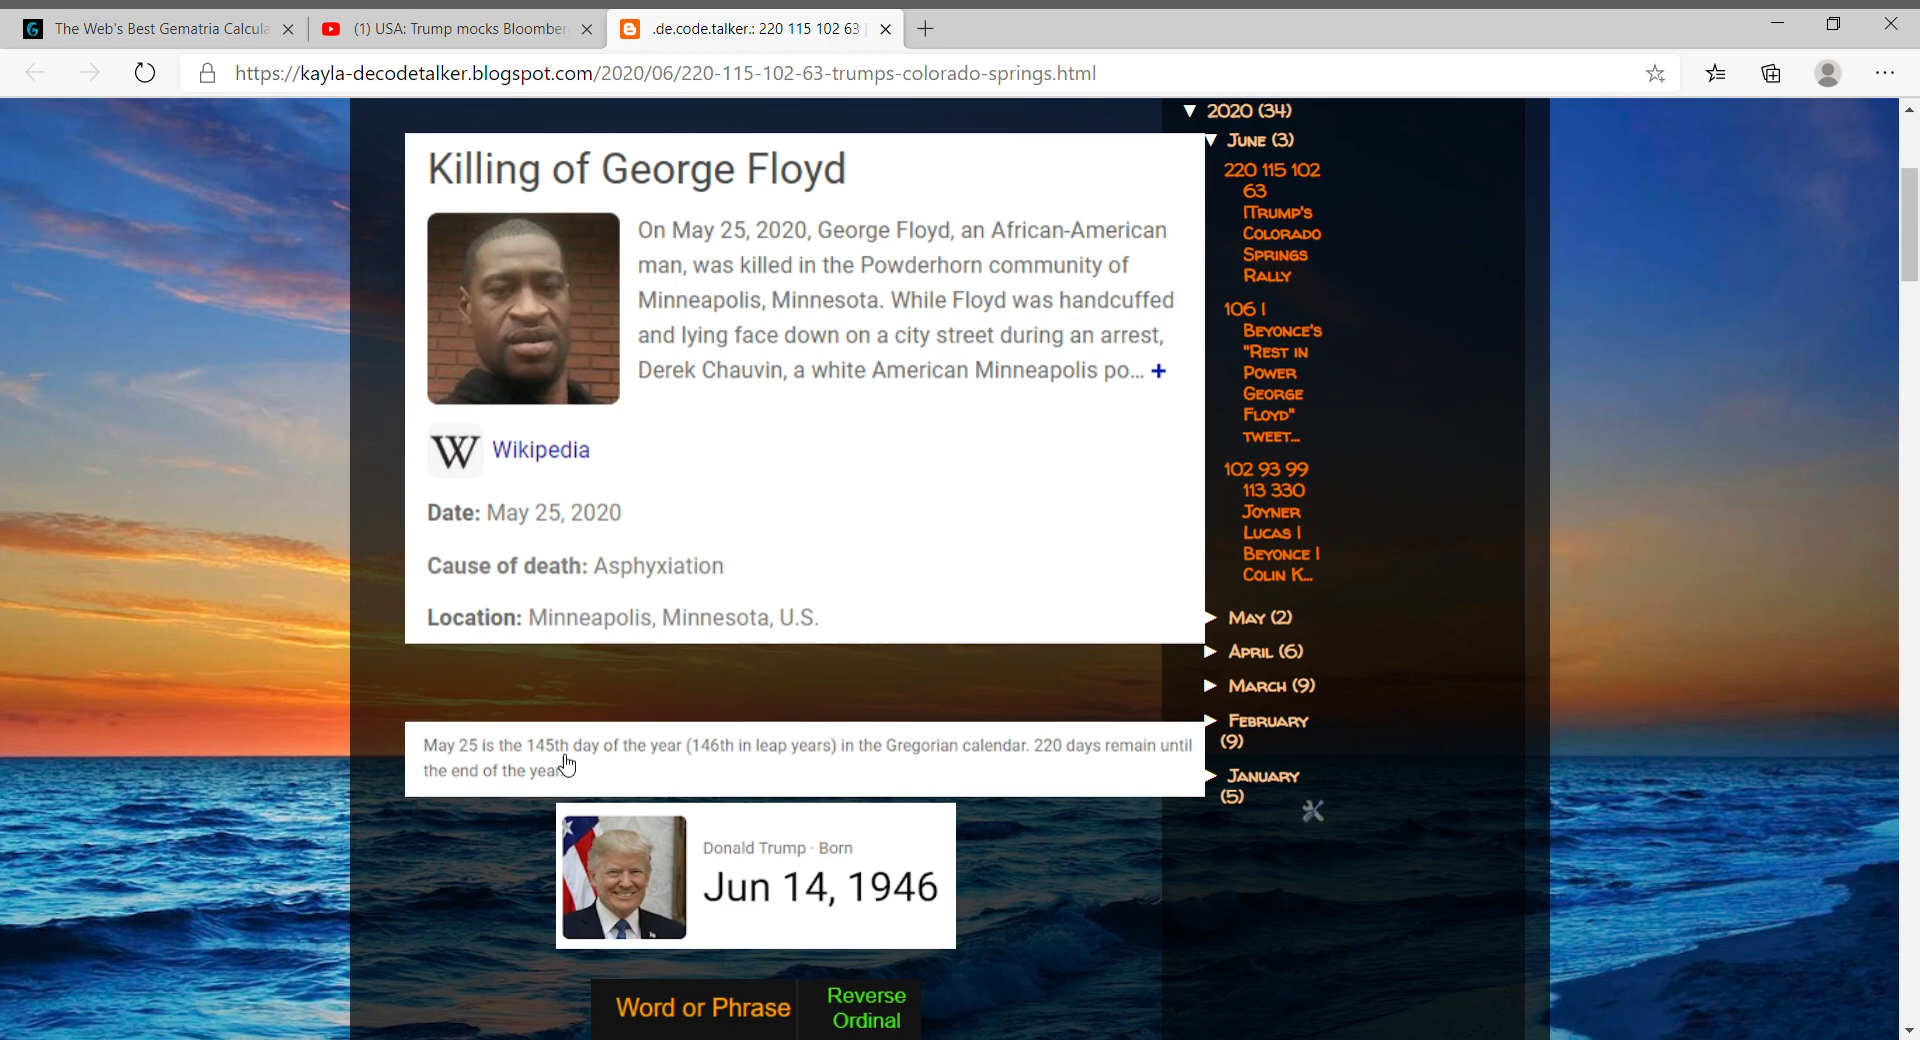 The Web's Best Gematria Calcula
(1) USA: Trump mocks Bloomber
.de.code.talker.: 220 115 102 63
https://kayla-decodetalker.blogspot.com/2020/06/220-115-102-63-trumps-colorado-springs.html
Killing of George Floyd
On May 25, 2020, George Floyd, an African-American
man, was killed in the Powderhorn community of
Minneapolis, Minnesota. While Floyd was handcuffed
and lying face down on a city street during an arrest,
Derek Chauvin, a white American Minneapolis po... +
W Wikipedia
Date: May 25, 2020
Cause of death: Asphyxiation
Location: Minneapolis, Minnesota, U.S.
May 25 is the 145th day of the year (146th in leap years) in the Gregorian calendar. 220 days remain until
the end of the year
Donald Trump · Born
Jun 14, 1946
Word or Phrase
Reverse
Ordinal
▼ 2020 (34)
▼ June (3)
220 115 102
63
|Trump's
Colorado
Springs
Rally
106 |
Beyonce's
"Rest in
Power
George
Floyd"
tweet...
102 93 99
113 330
Joyner
Lucas |
Beyonce |
Colin K...
► May (2)
► April (6)
► March (9)
► February
(9)
► January
(5)